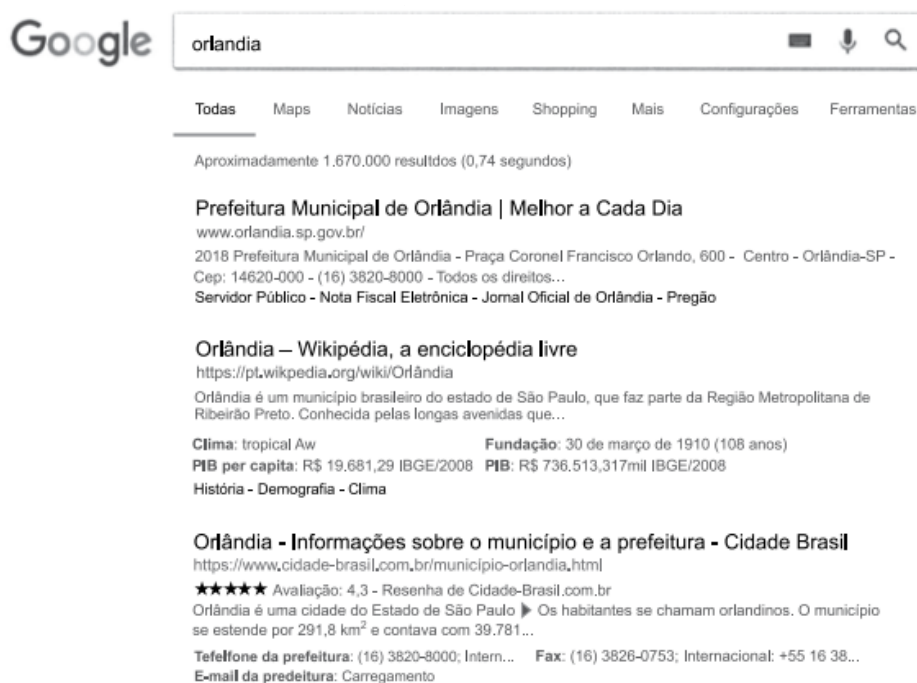 Google
orlandia
Todas Maps Notícias Imagens Shopping Mais Configurações Ferramentas
Aproximadamente 1.670.000 resultdos (0,74 segundos)
Prefeitura Municipal de Orlândia | Melhor a Cada Dia
www.orlandia.sp.gov.br/
2018 Prefeitura Municipal de Orlândia - Praça Coronel Francisco Orlando, 600 - Centro - Orlândia-SP -
Cep: 14620-000 - (16) 3820-8000 - Todos os direitos...
Servidor Público - Nota Fiscal Eletrônica - Jornal Oficial de Orlândia - Pregão
Orlândia – Wikipédia, a enciclopédia livre
https://pt.wikpedia.org/wiki/Orlândia
Orlândia é um município brasileiro do estado de São Paulo, que faz parte da Região Metropolitana de
Ribeirão Preto. Conhecida pelas longas avenidas que...
Clima: tropical Aw Fundação: 30 de março de 1910 (108 anos)
PIB per capita: R$ 19.681,29 IBGE/2008 PIB: R$ 736.513,317mil IBGE/2008
História - Demografia - Clima
Orlândia - Informações sobre o município e a prefeitura - Cidade Brasil
https://www.cidade-brasil.com.br/município-orlandia.html
★★★★★ Avaliação: 4,3 - Resenha de Cidade-Brasil.com.br
Orlândia é uma cidade do Estado de São Paulo ▶ Os habitantes se chamam orlandinos. O município
se estende por 291,8 km² e contava com 39.781...
Tefelfone da prefeitura: (16) 3820-8000; Intern... Fax: (16) 3826-0753; Internacional: +55 16 38...
E-mail da predeitura: Carregamento